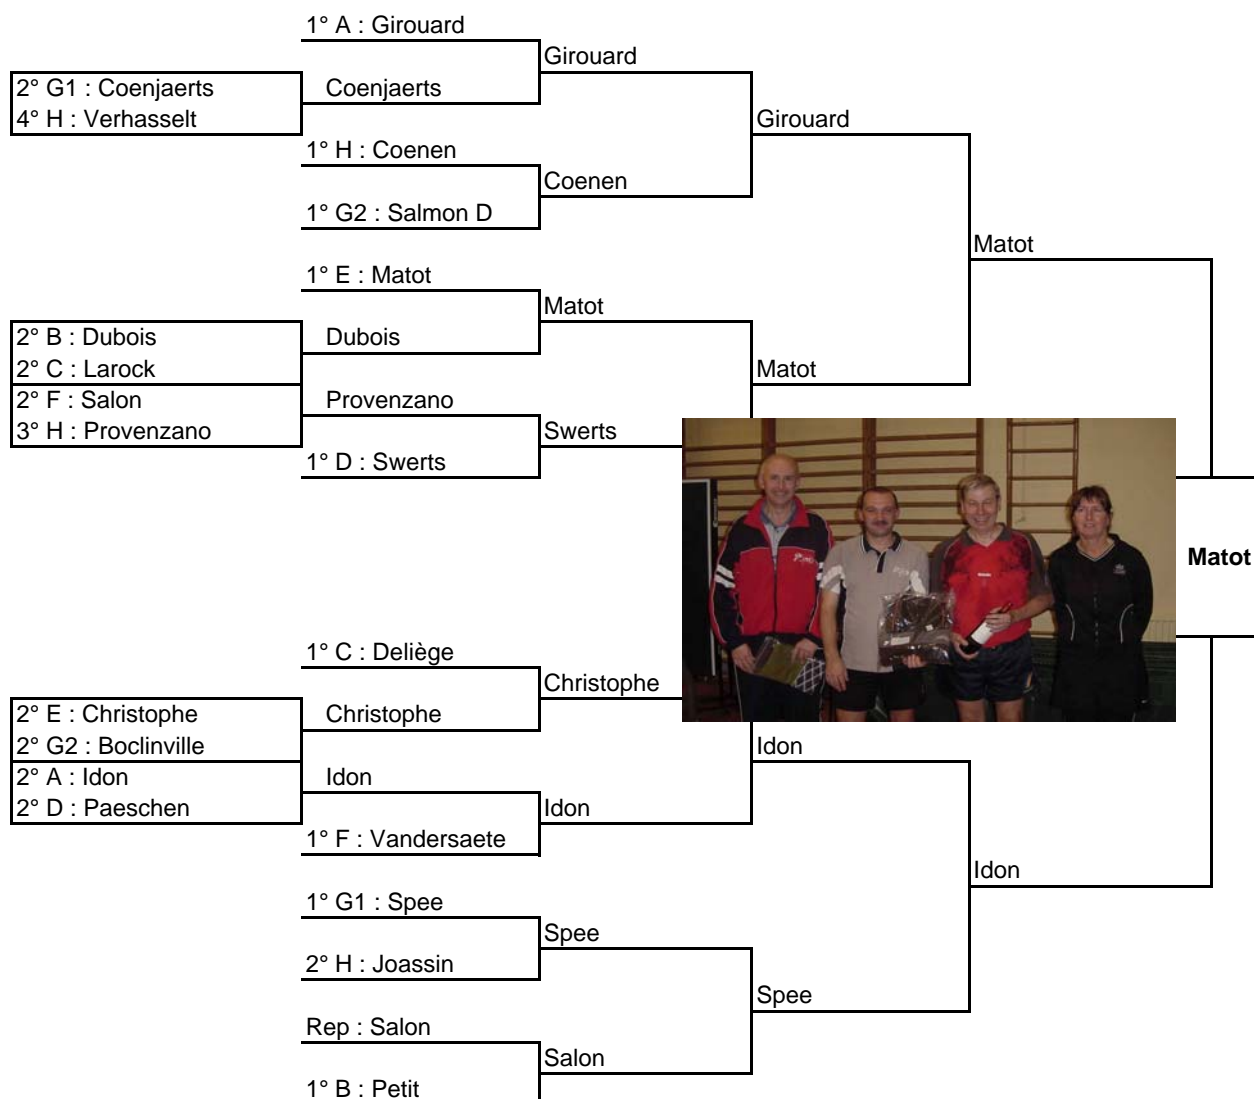 1° A : Girouard
Girouard
2° G1 : Coenjaerts
Coenjaerts
4° H : Verhasselt
Girouard
1° H : Coenen
Coenen
1° G2 : Salmon D
Matot
1° E : Matot
Matot
2° B : Dubois
Dubois
2° C : Larock
Matot
2° F : Salon
Provenzano
3° H : Provenzano
Swerts
1° D : Swerts
Matot
1° C : Deliège
Christophe
2° E : Christophe
Christophe
2° G2 : Boclinville
Idon
2° A : Idon
Idon
2° D : Paeschen
Idon
1° F : Vandersaete
Idon
1° G1 : Spee
Spee
2° H : Joassin
Spee
Rep : Salon
Salon
1° B : Petit